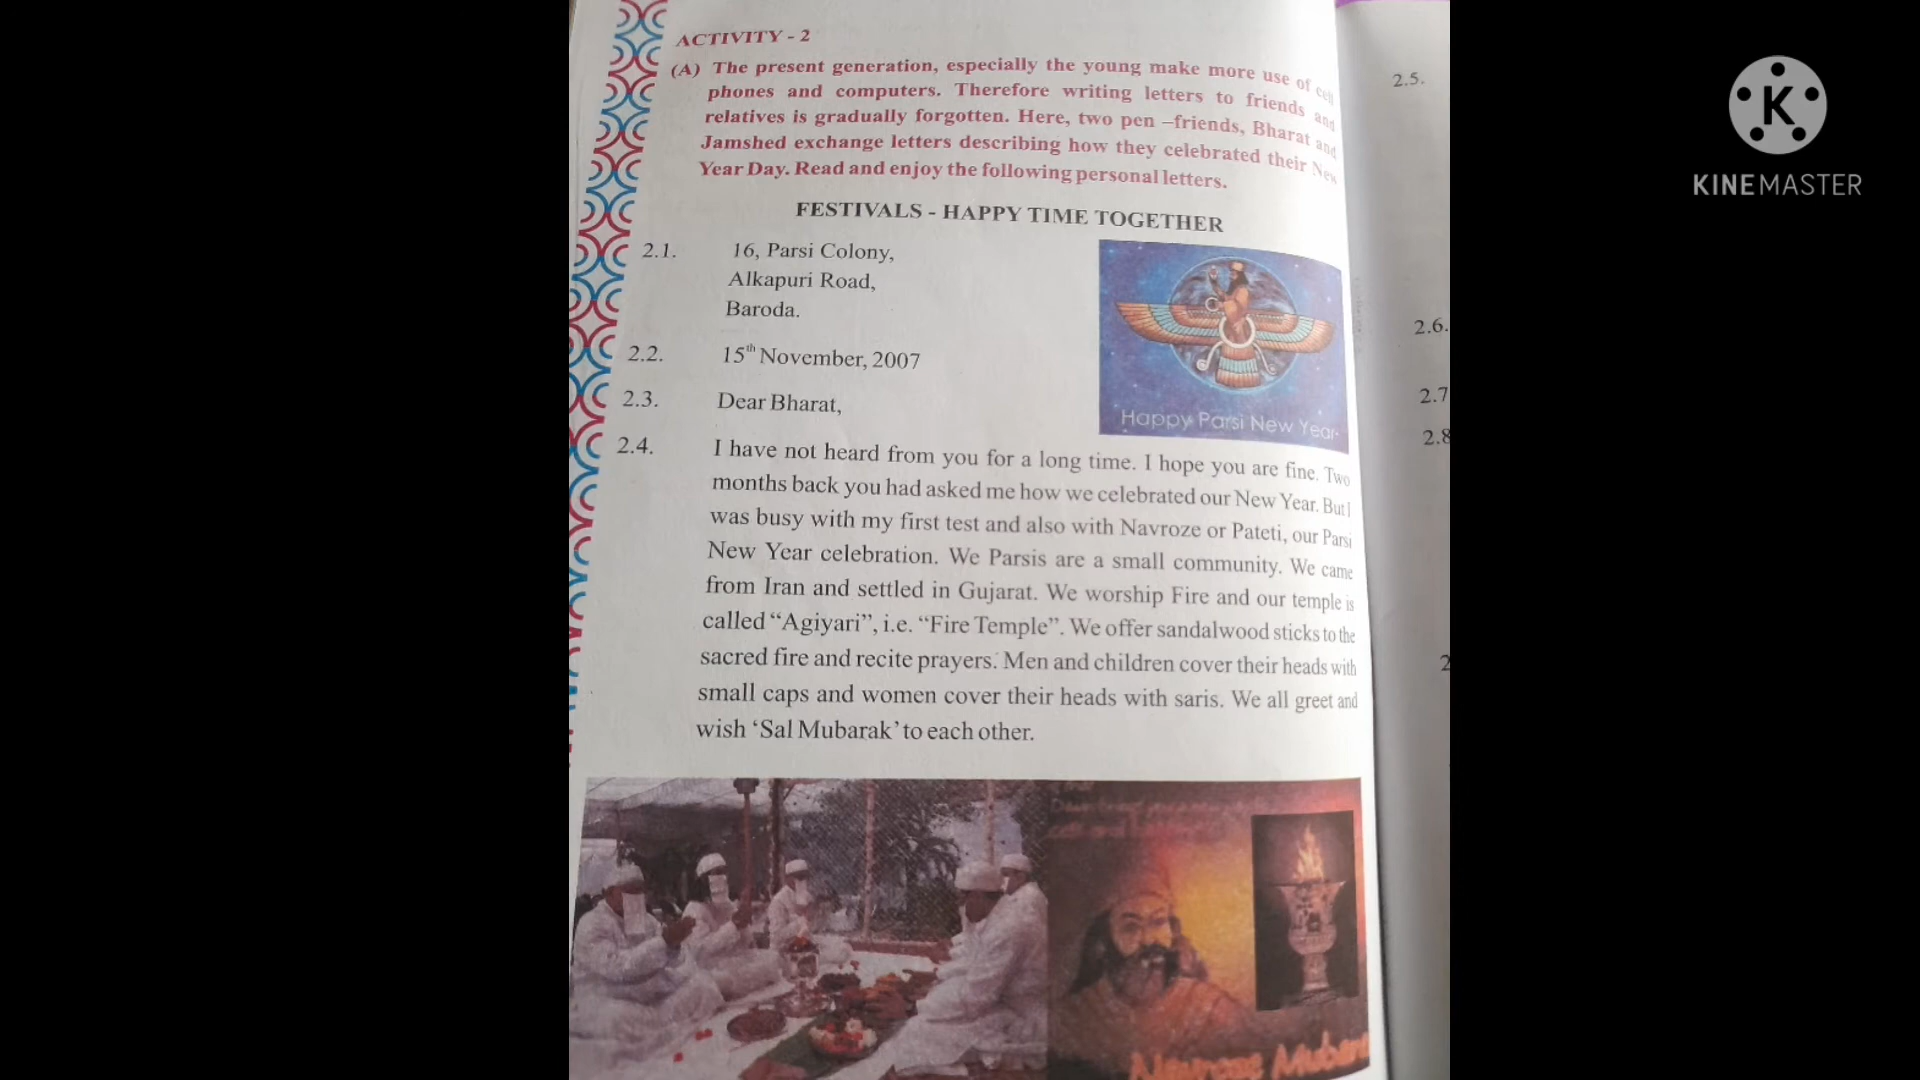 ACTIVITY - 2
(A) The present generation, especially the young make more use of cell
phones and computers. Therefore writing letters to friends and
relatives is gradually forgotten. Here, two pen –friends, Bharat and
Jamshed exchange letters describing how they celebrated their New
Year Day. Read and enjoy the following personal letters.
FESTIVALS - HAPPY TIME TOGETHER
2.1. 16, Parsi Colony,
Alkapuri Road,
Baroda.
2.2. 15th November, 2007
2.3. Dear Bharat,
Happy Parsi New Year
2.4. I have not heard from you for a long time. I hope you are fine. Two
months back you had asked me how we celebrated our New Year. But I
was busy with my first test and also with Navroze or Pateti, our Parsi
New Year celebration. We Parsis are a small community. We came
from Iran and settled in Gujarat. We worship Fire and our temple is
called “Agiyari”, i.e. “Fire Temple”. We offer sandalwood sticks to the
sacred fire and recite prayers. Men and children cover their heads with
small caps and women cover their heads with saris. We all greet and
wish ‘Sal Mubarak’ to each other.
2.5.
2.6.
2.7
2.8
2
K
KINEMASTER